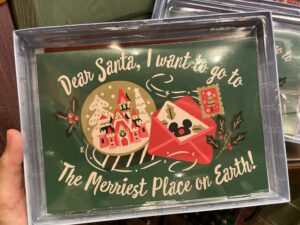 Dear Santa, I want to go to
The Merriest Place on Earth!